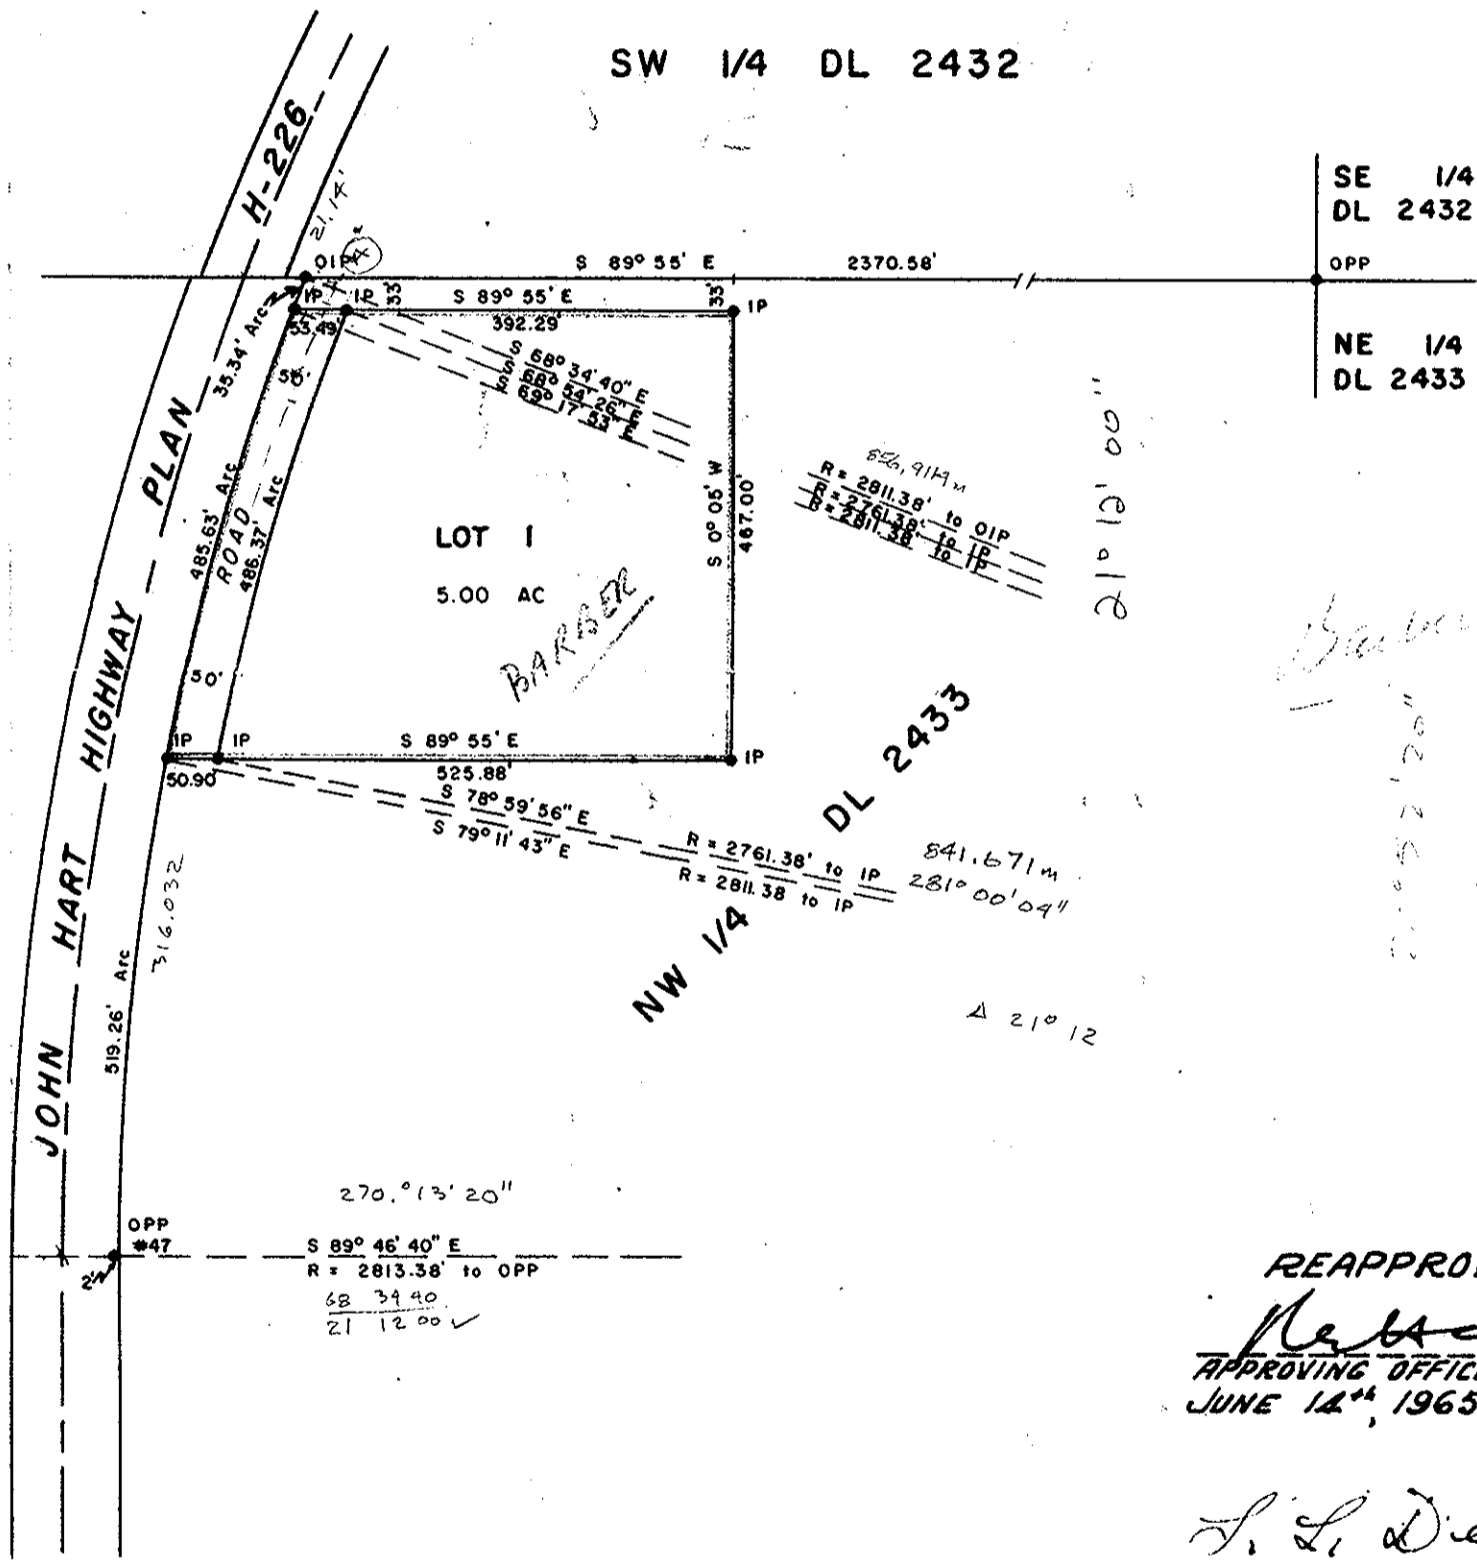 SW 1/4 DL 2432
SE 1/4
DL 2432
OPP
NE 1/4
DL 2433
JOHN HART HIGHWAY PLAN H-226
21.14'
OIP
S 89° 55' E 2370.58'
IP
IP
33'
S 89° 55' E
33'
IP
53.49'
392.29'
35.34' Arc
50'
S 68° 34' 40" E
S 68° 54' 26" E
S 69° 17' 53" E
856.9119 m
R = 2811.38' to OIP
R = 2761.38' to IP
R = 2811.38' to IP
485.63' Arc
ROAD
486.37' Arc
S 0° 05' W
467.00'
LOT 1
5.00 AC
BARBER
Barber
50'
IP
IP
S 89° 55' E
IP
50.90'
525.88'
S 78° 59' 56" E
S 79° 11' 43" E
R = 2761.38' to IP
R = 2811.38 to IP
841.671 m
281° 00' 04"
NW 1/4 DL 2433
316.032
519.26' Arc
Δ 21° 12
270.° 13' 20"
OPP
#47
2'
S 89° 46' 40" E
R = 2813.38' to OPP
68 34 40
21 12 00 ✓
APPROVING OFFIC
JUNE 14th, 1965